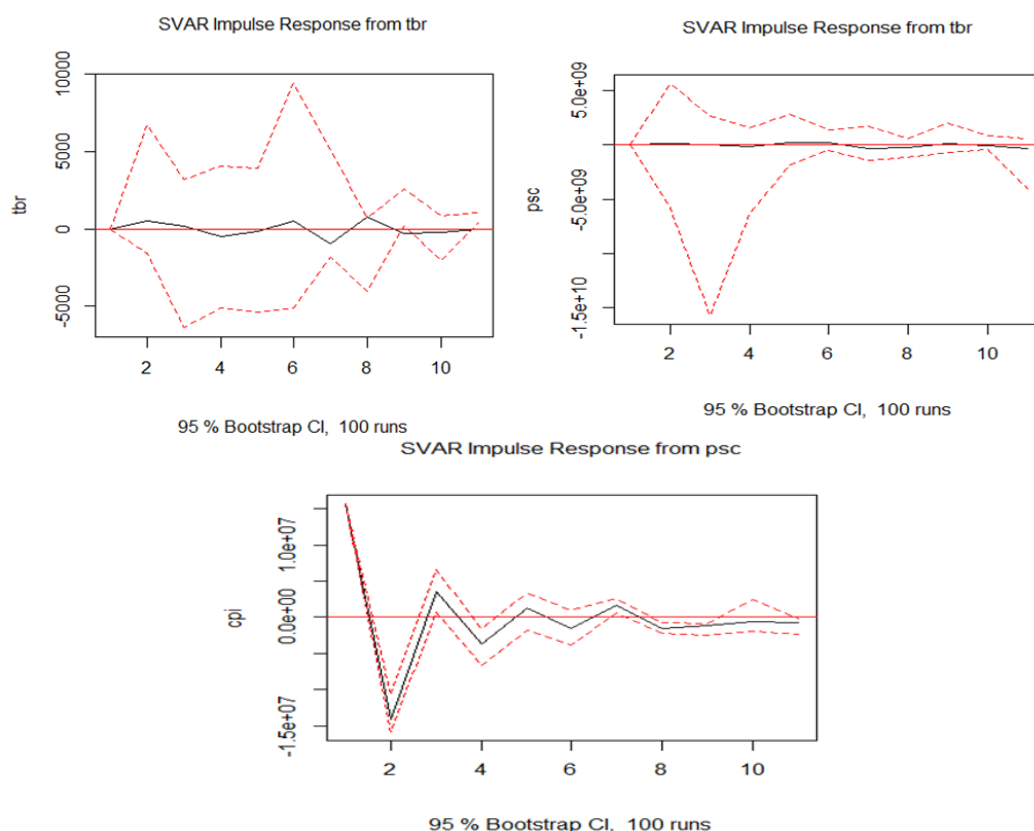 SVAR Impulse Response from tbr
tbr
10000
5000
0
-5000
2 4 6 8 10
95 % Bootstrap CI, 100 runs
SVAR Impulse Response from tbr
psc
5.0e+09
-5.0e+09
-1.5e+10
2 4 6 8 10
95 % Bootstrap CI, 100 runs
SVAR Impulse Response from psc
cpi
1.0e+07
0.0e+00
-1.5e+07
2 4 6 8 10
95 % Bootstrap CI, 100 runs